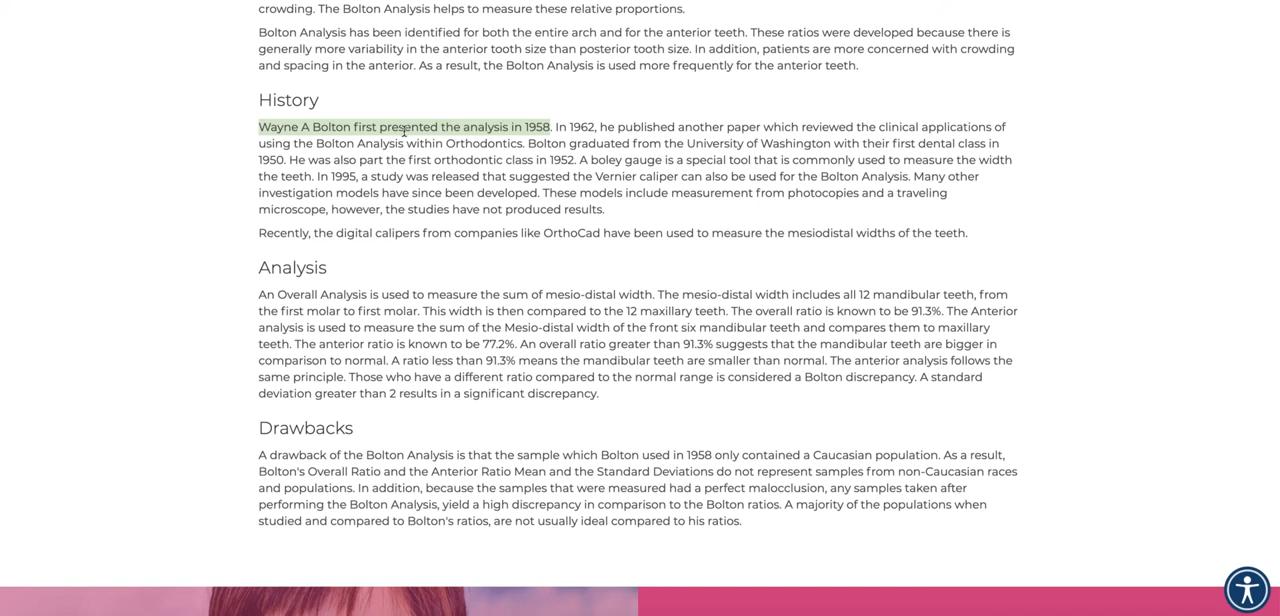 crowding. The Bolton Analysis helps to measure these relative proportions.
Bolton Analysis has been identified for both the entire arch and for the anterior teeth. These ratios were developed because there is
generally more variability in the anterior tooth size than posterior tooth size. In addition, patients are more concerned with crowding
and spacing in the anterior. As a result, the Bolton Analysis is used more frequently for the anterior teeth.
History
Wayne A Bolton first presented the analysis in 1958. In 1962, he published another paper which reviewed the clinical applications of
using the Bolton Analysis within Orthodontics. Bolton graduated from the University of Washington with their first dental class in
1950. He was also part the first orthodontic class in 1952. A boley gauge is a special tool that is commonly used to measure the width
the teeth. In 1995, a study was released that suggested the Vernier caliper can also be used for the Bolton Analysis. Many other
investigation models have since been developed. These models include measurement from photocopies and a traveling
microscope, however, the studies have not produced results.
Recently, the digital calipers from companies like OrthoCad have been used to measure the mesiodistal widths of the teeth.
Analysis
An Overall Analysis is used to measure the sum of mesio-distal width. The mesio-distal width includes all 12 mandibular teeth, from
the first molar to first molar. This width is then compared to the 12 maxillary teeth. The overall ratio is known to be 91.3%. The Anterior
analysis is used to measure the sum of the Mesio-distal width of the front six mandibular teeth and compares them to maxillary
teeth. The anterior ratio is known to be 77.2%. An overall ratio greater than 91.3% suggests that the mandibular teeth are bigger in
comparison to normal. A ratio less than 91.3% means the mandibular teeth are smaller than normal. The anterior analysis follows the
same principle. Those who have a different ratio compared to the normal range is considered a Bolton discrepancy. A standard
deviation greater than 2 results in a significant discrepancy.
Drawbacks
A drawback of the Bolton Analysis is that the sample which Bolton used in 1958 only contained a Caucasian population. As a result,
Bolton's Overall Ratio and the Anterior Ratio Mean and the Standard Deviations do not represent samples from non-Caucasian races
and populations. In addition, because the samples that were measured had a perfect malocclusion, any samples taken after
performing the Bolton Analysis, yield a high discrepancy in comparison to the Bolton ratios. A majority of the populations when
studied and compared to Bolton's ratios, are not usually ideal compared to his ratios.